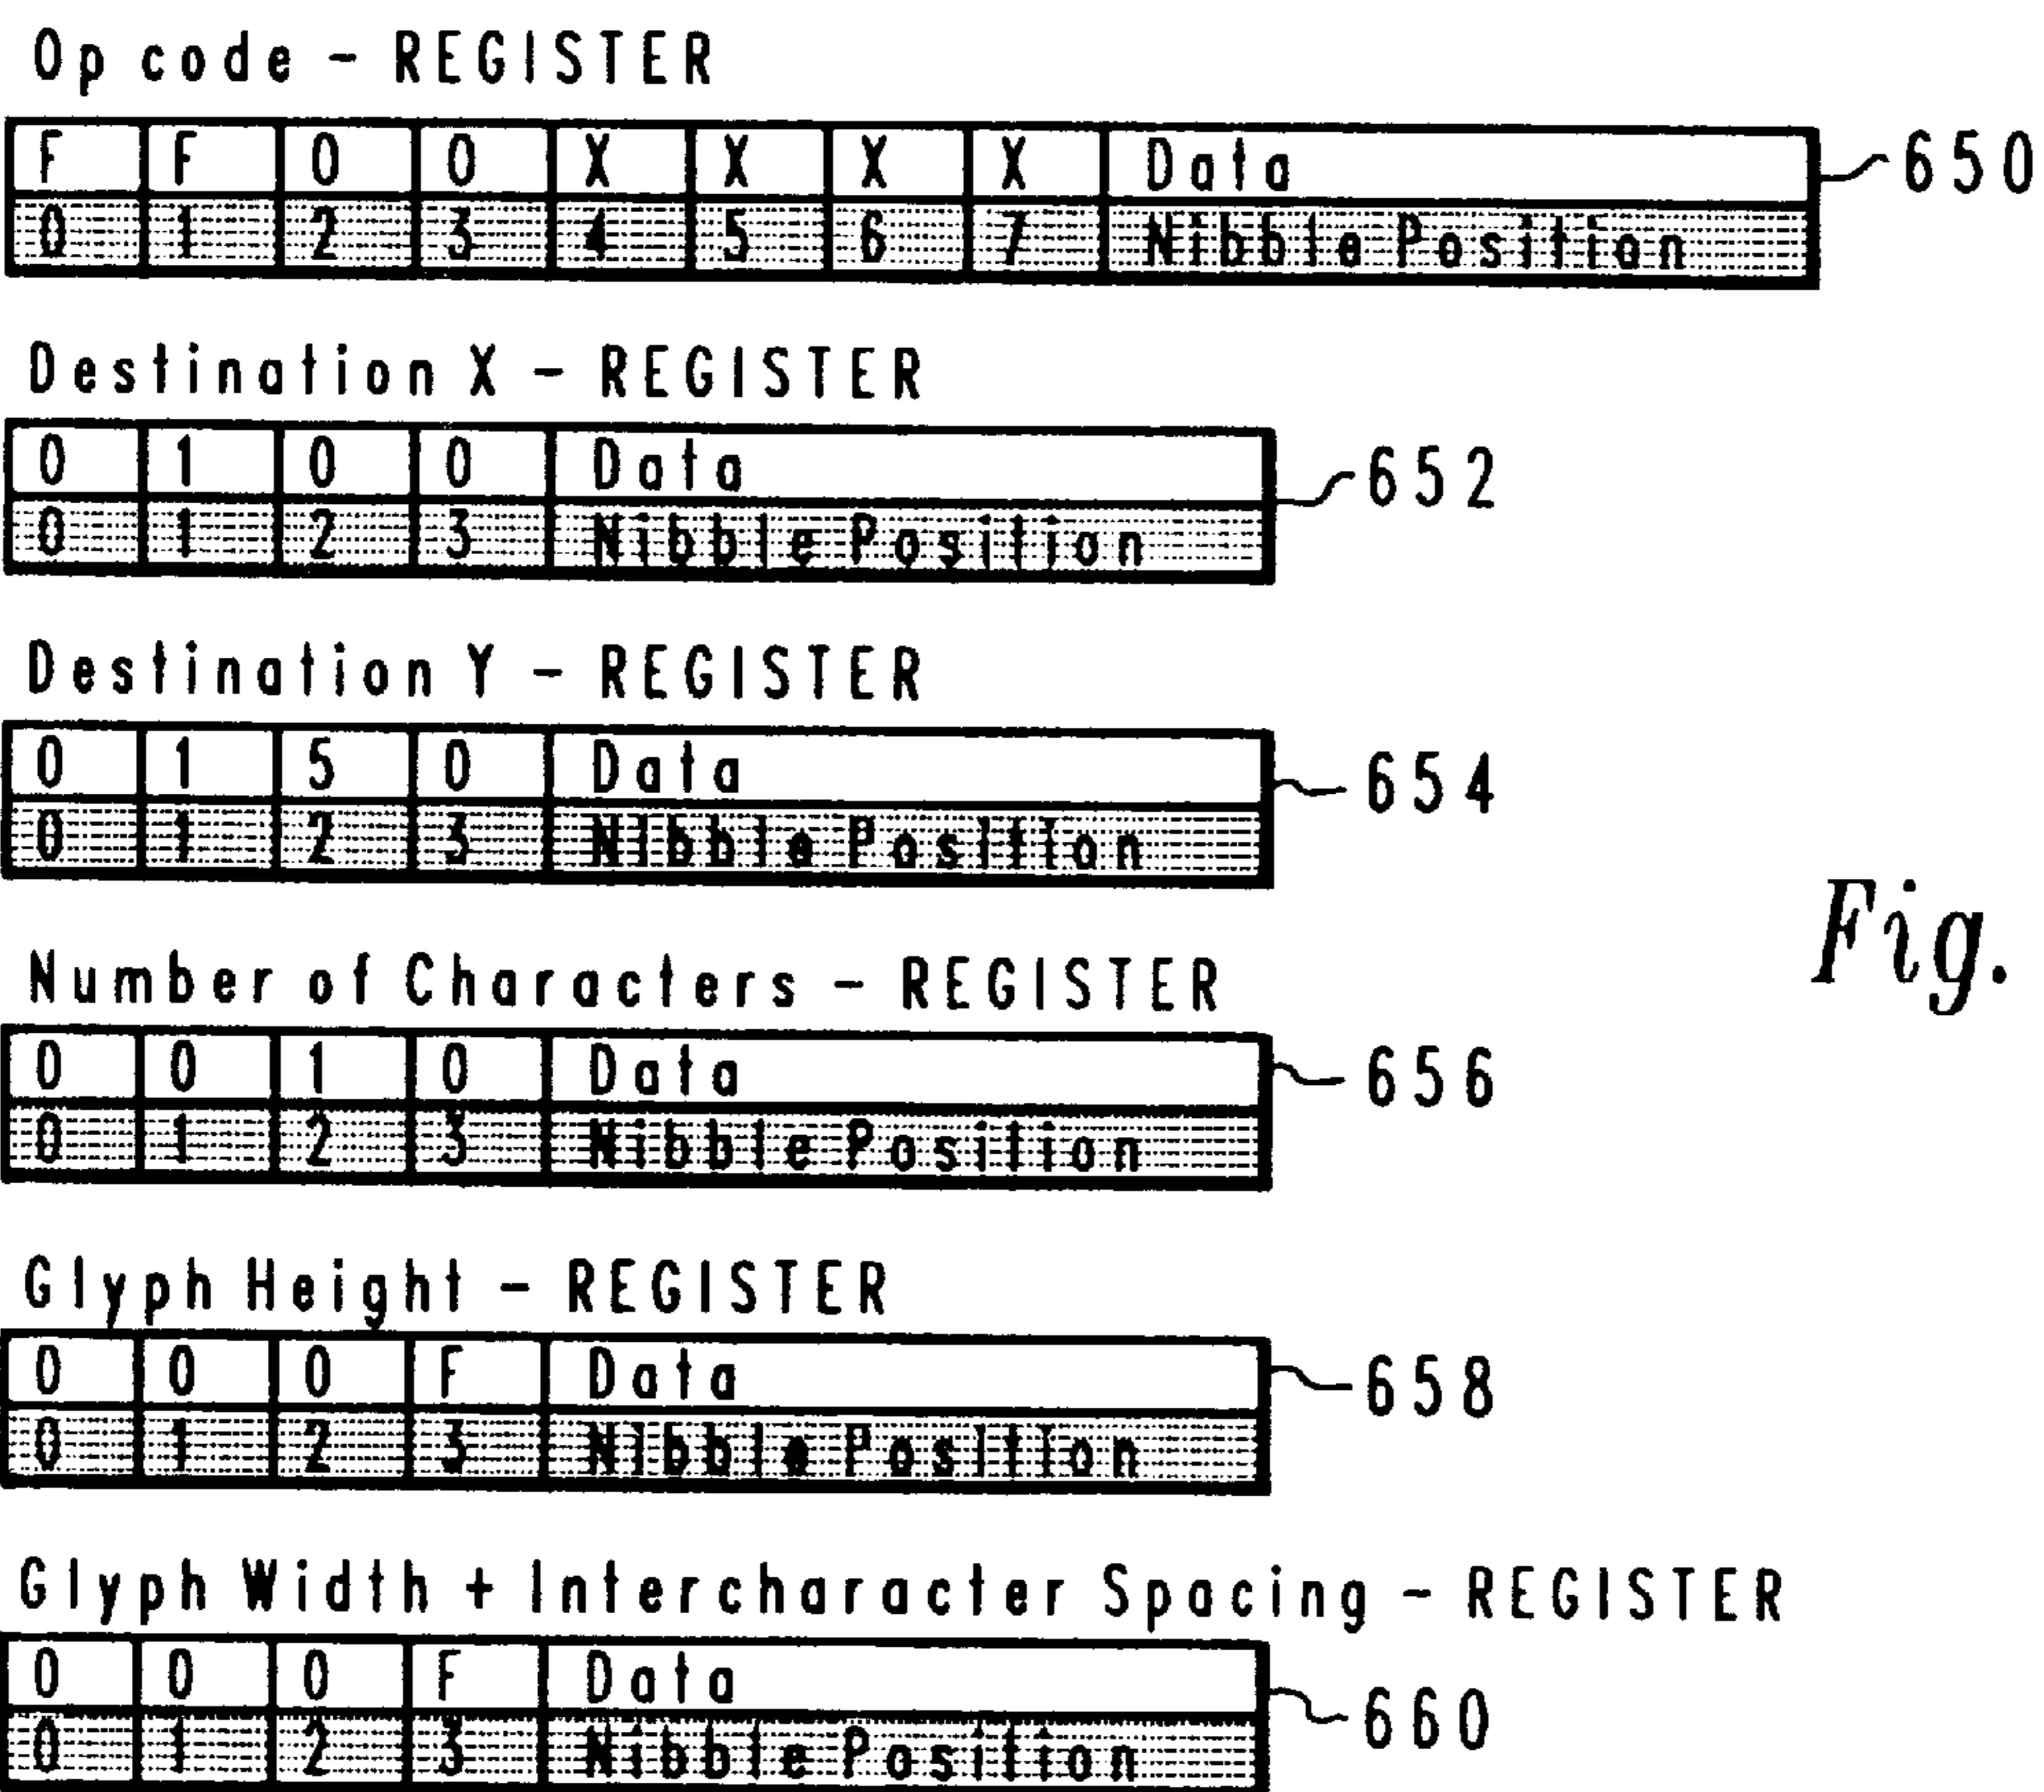 Op code - REGISTER
F F 0 0 X X X X Data 650
0 1 2 3 4 5 6 7 Nibble Position
Destination X - REGISTER
0 1 0 0 Data 652
0 1 2 3 Nibble Position
Destination Y - REGISTER
0 1 5 0 Data 654
0 1 2 3 Nibble Position
Fig.
Number of Characters - REGISTER
0 0 1 0 Data 656
0 1 2 3 Nibble Position
Glyph Height - REGISTER
0 0 0 F Data 658
0 1 2 3 Nibble Position
Glyph Width + Intercharacter Spacing - REGISTER
0 0 0 F Data 660
0 1 2 3 Nibble Position